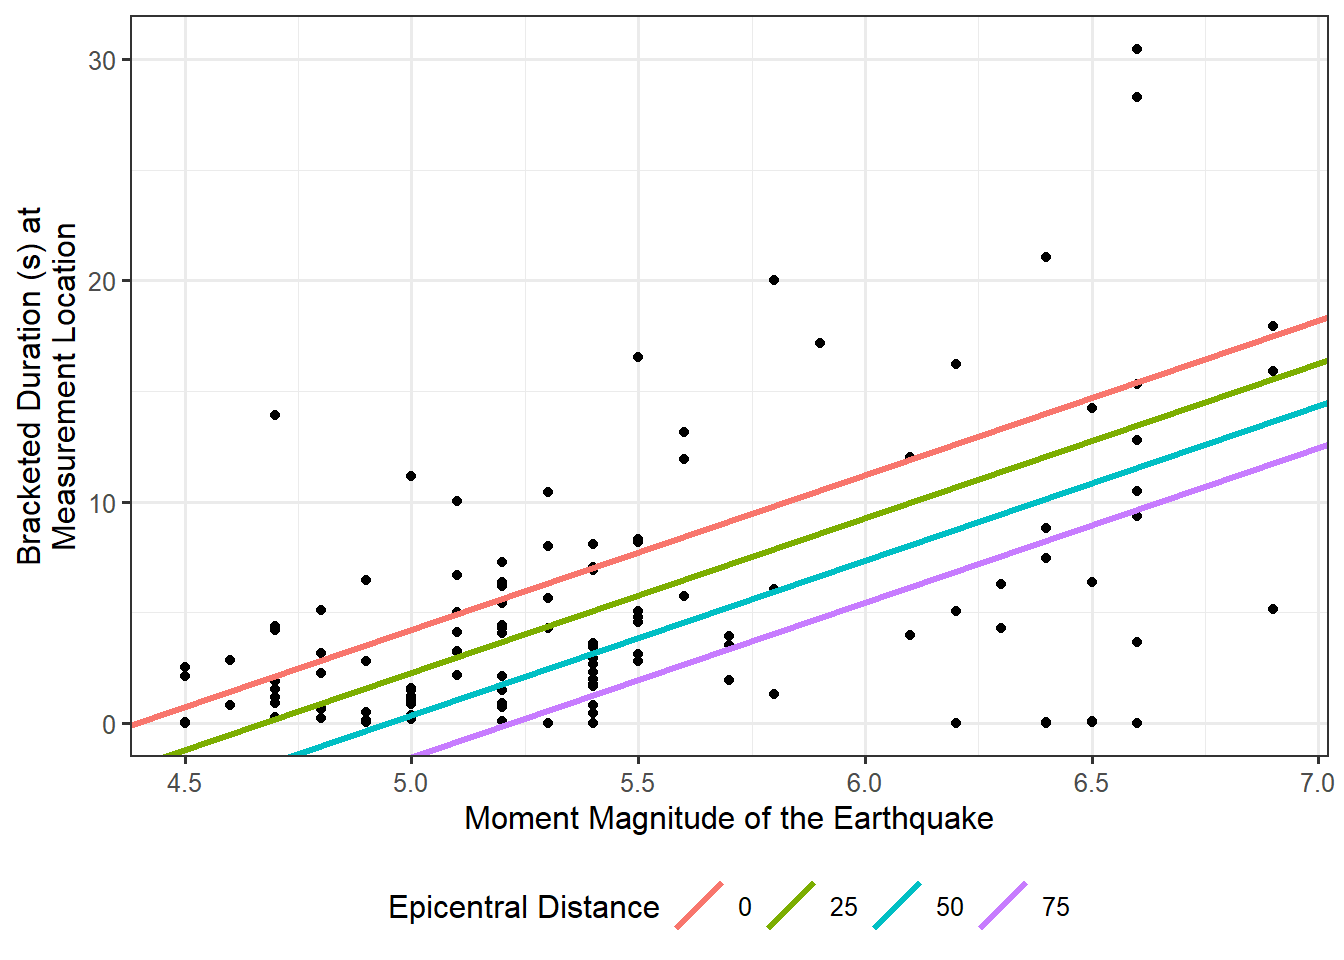 30
20
10
0
Bracketed Duration (s) at
Measurement Location
4.5 5.0 5.5 6.0 6.5 7.0
Moment Magnitude of the Earthquake
Epicentral Distance 0 25 50 75